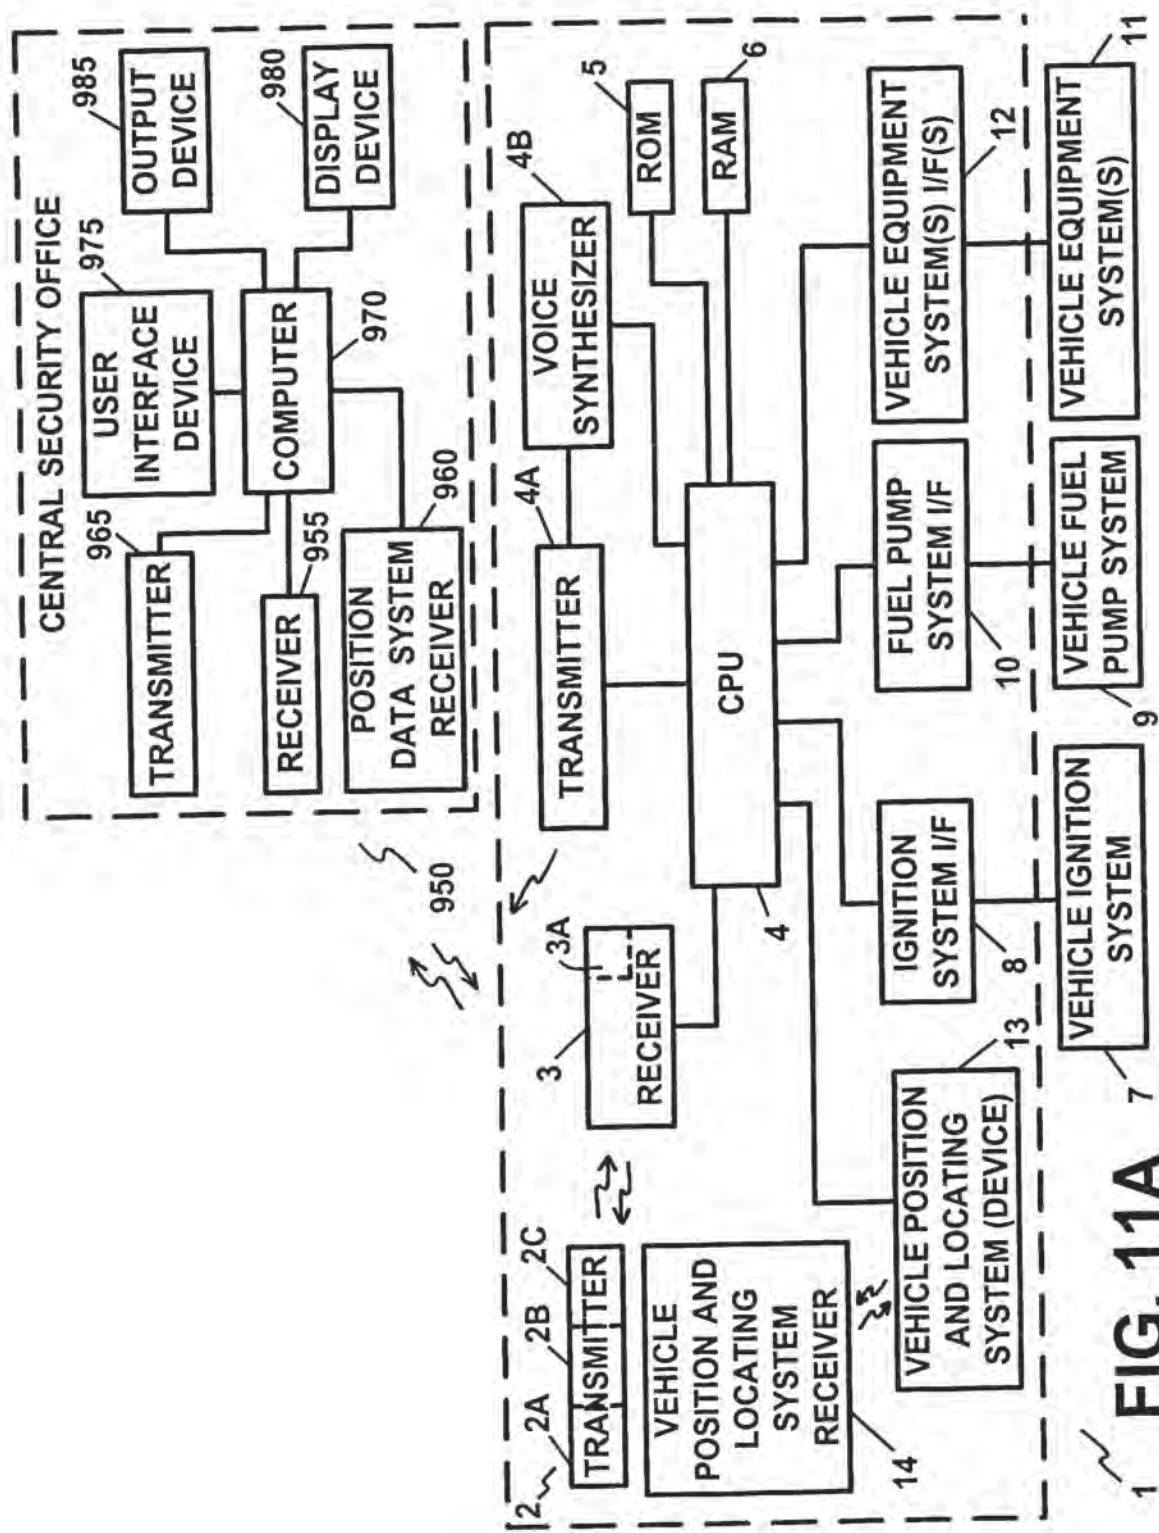 CENTRAL SECURITY OFFICE
965
TRANSMITTER
975
USER
INTERFACE
DEVICE
985
OUTPUT
DEVICE
955
RECEIVER
COMPUTER
970
980
DISPLAY
DEVICE
960
POSITION
DATA SYSTEM
RECEIVER
950
2
2A
2B
2C
TRANSMITTER
3
3A
RECEIVER
4A
TRANSMITTER
4B
VOICE
SYNTHESIZER
5
ROM
6
RAM
VEHICLE
POSITION AND
LOCATING
SYSTEM
RECEIVER
14
CPU
4
VEHICLE POSITION
AND LOCATING
SYSTEM (DEVICE)
13
IGNITION
SYSTEM I/F
8
FUEL PUMP
SYSTEM I/F
10
VEHICLE EQUIPMENT
SYSTEM(S) I/F(S)
12
VEHICLE IGNITION
SYSTEM
7
VEHICLE FUEL
PUMP SYSTEM
9
VEHICLE EQUIPMENT
SYSTEM(S)
11
1
FIG. 11A